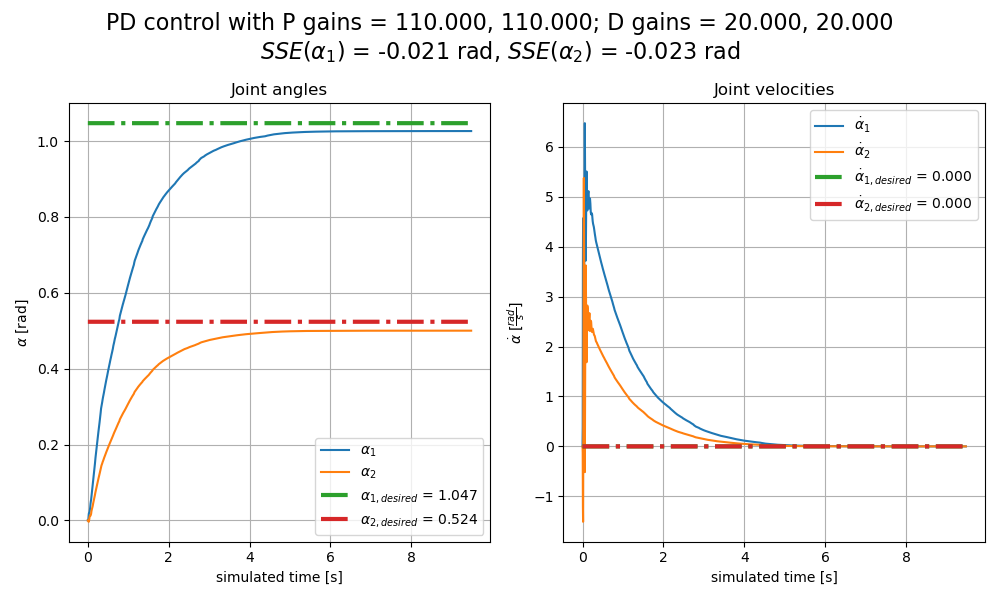 PD control with P gains = 110.000, 110.000; D gains = 20.000, 20.000
SSE(α₁) = -0.021 rad, SSE(α₂) = -0.023 rad
Joint angles
1.0
0.8
0.6
0.4
0.2
0.0
α [rad]
α₁
α₂
α₁,desired = 1.047
α₂,desired = 0.524
0 2 4 6 8
simulated time [s]
Joint velocities
6
5
4
3
2
1
0
−1
α̇ [rad/s]
α̇₁
α̇₂
α̇₁,desired = 0.000
α̇₂,desired = 0.000
0 2 4 6 8
simulated time [s]